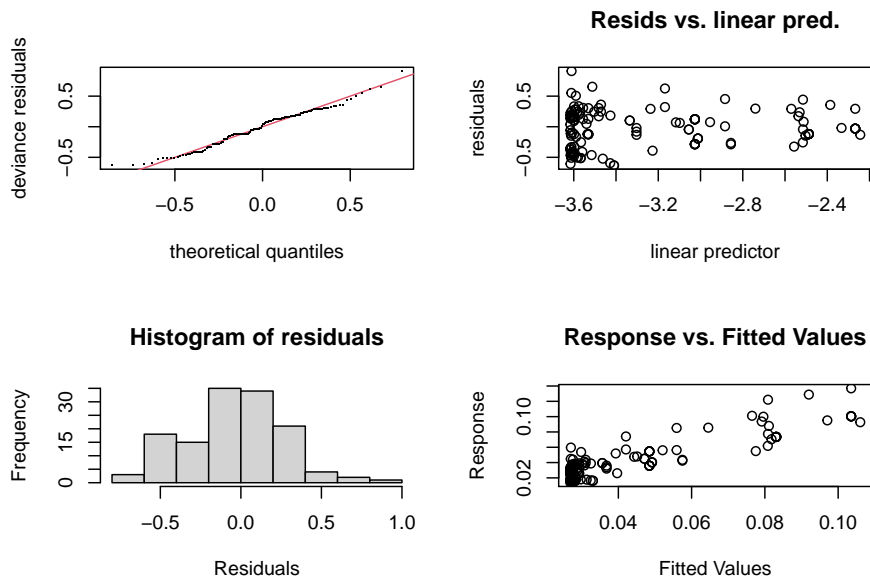 deviance residuals
−0.5 0.5
−0.5 0.0 0.5
theoretical quantiles
Resids vs. linear pred.
residuals
−0.5 0.5
−3.6 −3.2 −2.8 −2.4
linear predictor
Histogram of residuals
Frequency
0 15 30
−0.5 0.0 0.5 1.0
Residuals
Response vs. Fitted Values
Response
0.02 0.10
0.04 0.06 0.08 0.10
Fitted Values